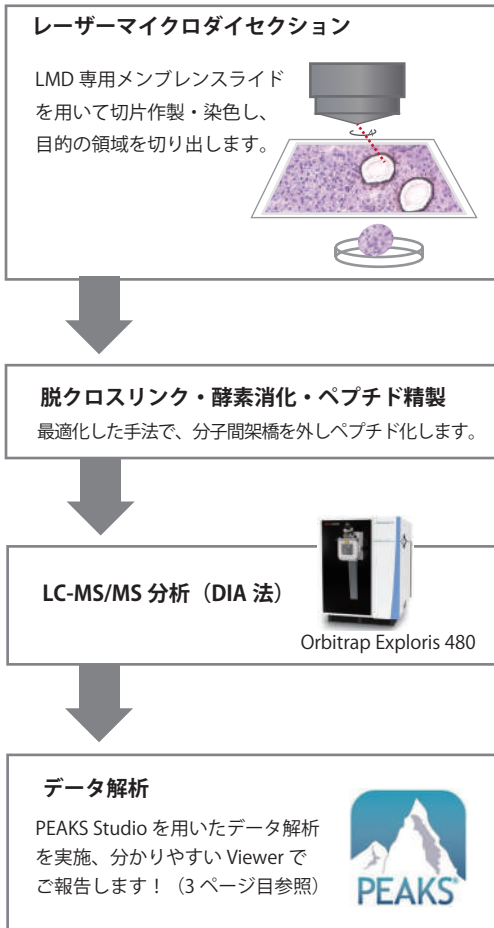 レーザーマイクロダイセクション
LMD 専用メンブレンスライド
を用いて切片作製・染色し、
目的の領域を切り出します。
脱クロスリンク・酵素消化・ペプチド精製
最適化した手法で、分子間架橋を外しペプチド化します。
LC-MS/MS 分析（DIA 法）
Orbitrap Exploris 480
データ解析
PEAKS Studio を用いたデータ解析
を実施、分かりやすい Viewer で
ご報告します！（3 ページ目参照）
PEAKS®